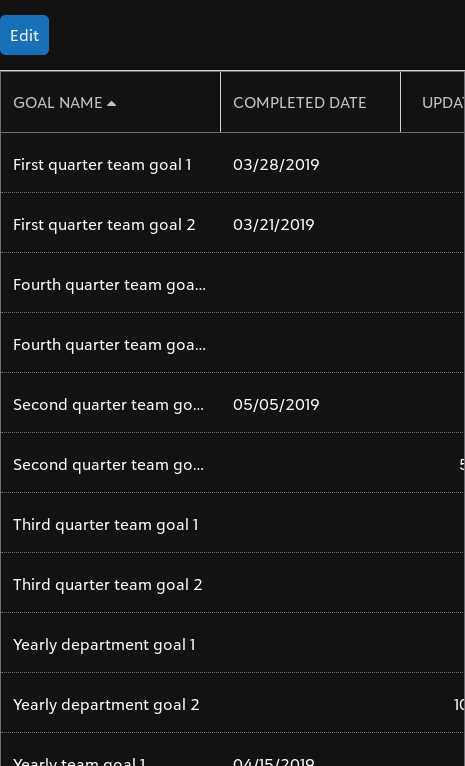 Edit
GOAL NAME COMPLETED DATE
First quarter team goal 1 03/28/2019
First quarter team goal 2 03/21/2019
Fourth quarter team goa...
Fourth quarter team goa...
Second quarter team go... 05/05/2019
Second quarter team go...
Third quarter team goal 1
Third quarter team goal 2
Yearly department goal 1
Yearly department goal 2 10
Yearly team goal 1 04/15/2019